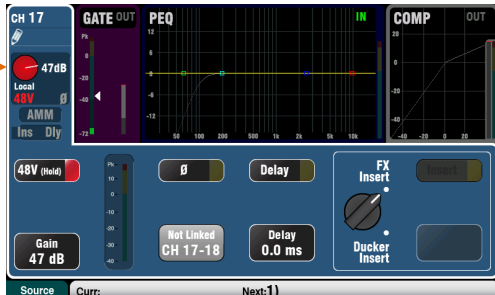 CH 17
GATE OUT
PEQ
IN
COMP
OUT
47dB
Local
48V Ø
AMM
Ins Dly
Pk
0
-20
-40
-72
12
6
0
-6
-12
50 100 200 500 1k 2k 5k 10k
20
0
-20
-40
-40 -20 0 20
48V (Hold)
Pk
10
0
-10
-20
-30
-40
Ø
Delay
FX
Insert
Insert
Gain
47 dB
Not Linked
CH 17-18
Delay
0.0 ms
Ducker
Insert
Source
Curr:
Next:1)